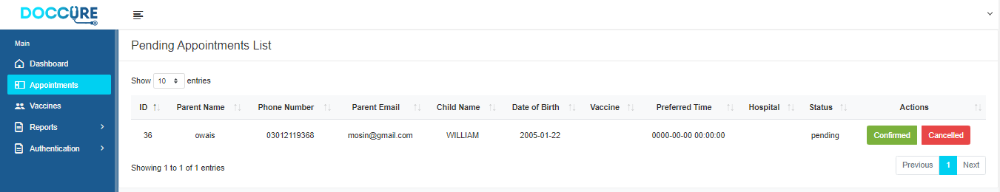 DOCCURE
Main
Dashboard
Appointments
Vaccines
Reports
Authentication
Pending Appointments List
Show 10 entries
ID Parent Name Phone Number Parent Email Child Name Date of Birth Vaccine Preferred Time Hospital Status Actions
36 owais 03012119368 mosin@gmail.com WILLIAM 2005-01-22 0000-00-00 00:00:00 pending Confirmed Cancelled
Showing 1 to 1 of 1 entries
Previous 1 Next